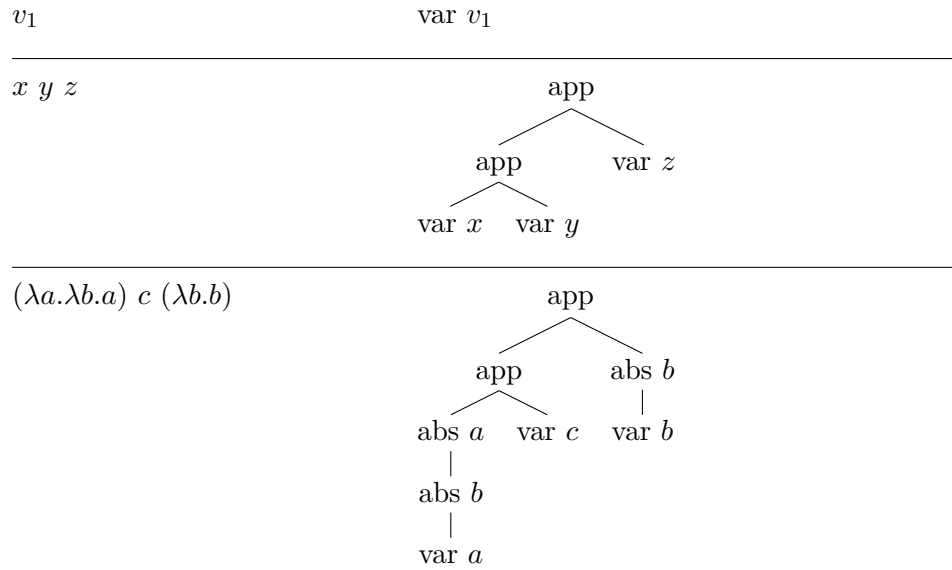 v₁ var v₁
x y z app
app var z
var x var y
(λa.λb.a) c (λb.b) app
app abs b
abs a var c var b
abs b
var a